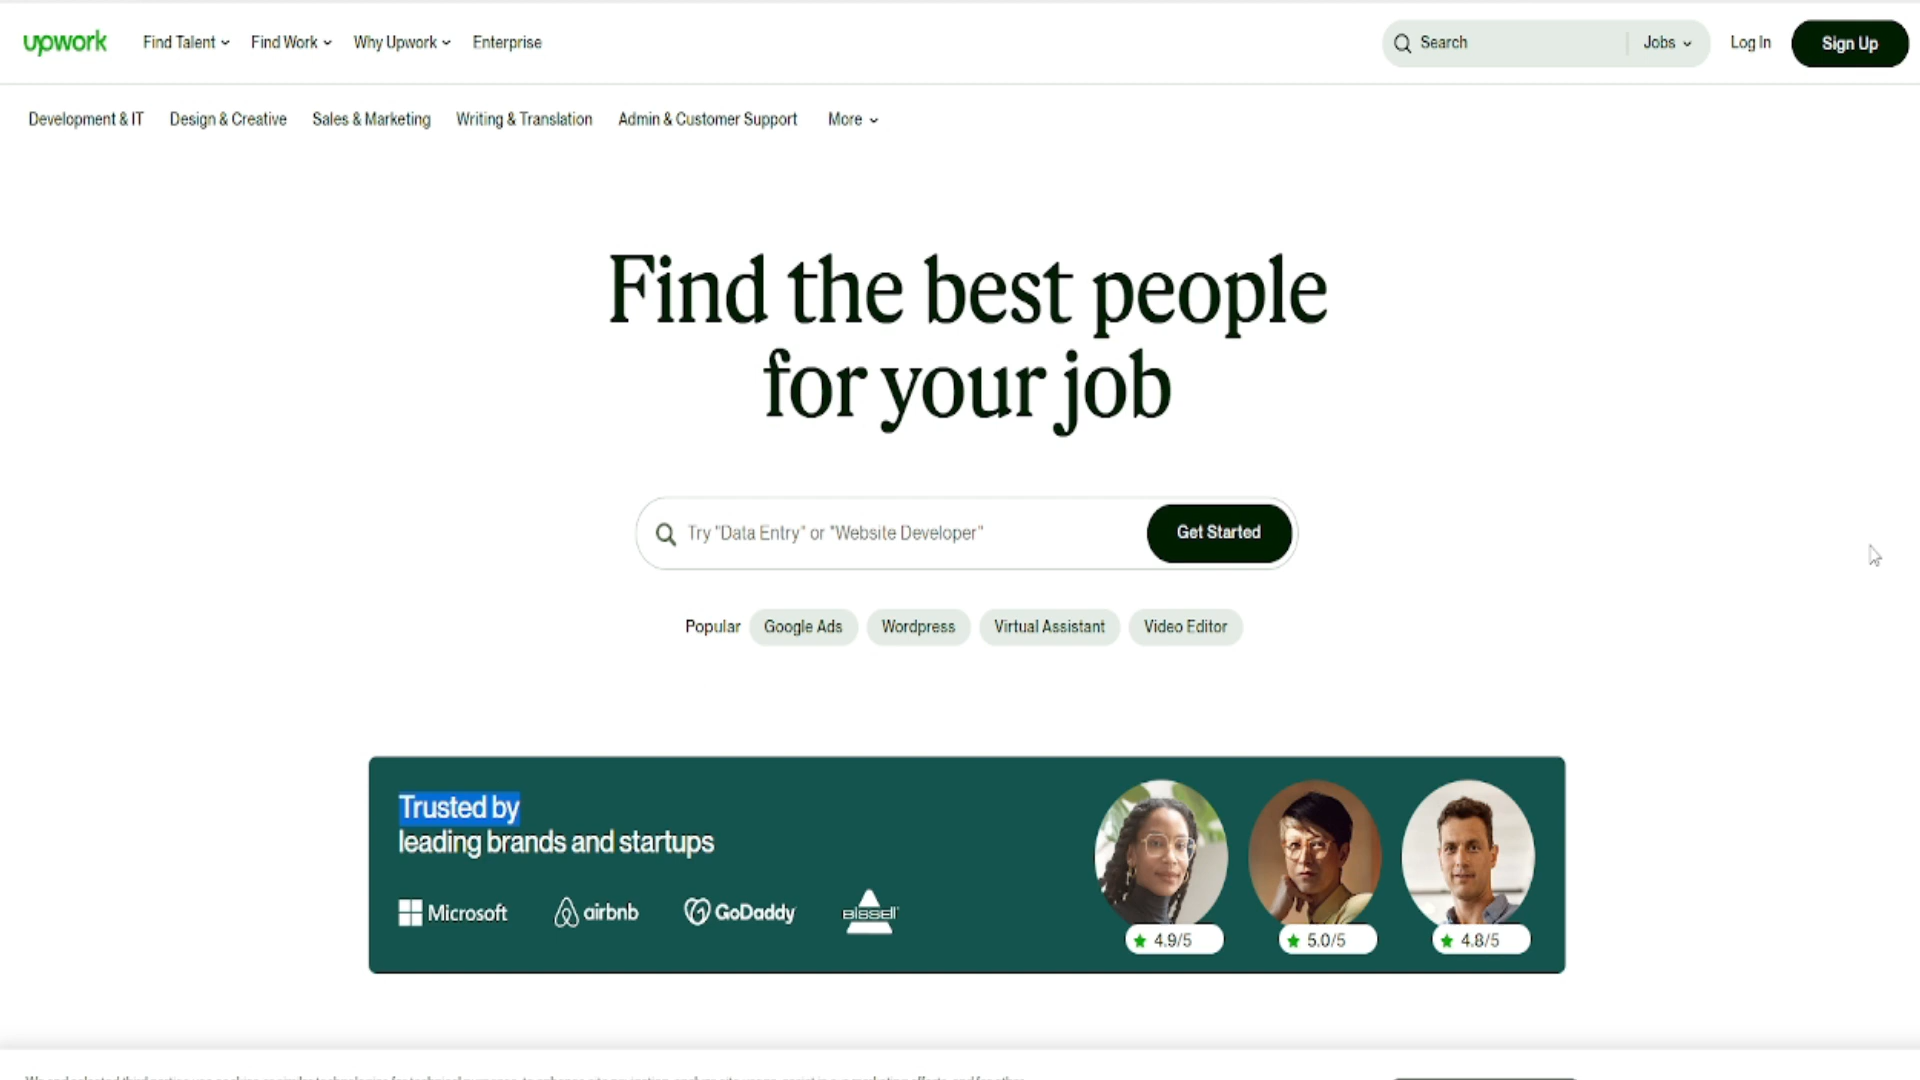 upwork Find Talent Find Work Why Upwork Enterprise Search Jobs Log In Sign Up
Development & IT Design & Creative Sales & Marketing Writing & Translation Admin & Customer Support More
Find the best people
for your job
Try "Data Entry" or "Website Developer" Get Started
Popular Google Ads Wordpress Virtual Assistant Video Editor
Trusted by
leading brands and startups
Microsoft airbnb GoDaddy BISSELL
4.9/5 5.0/5 4.8/5